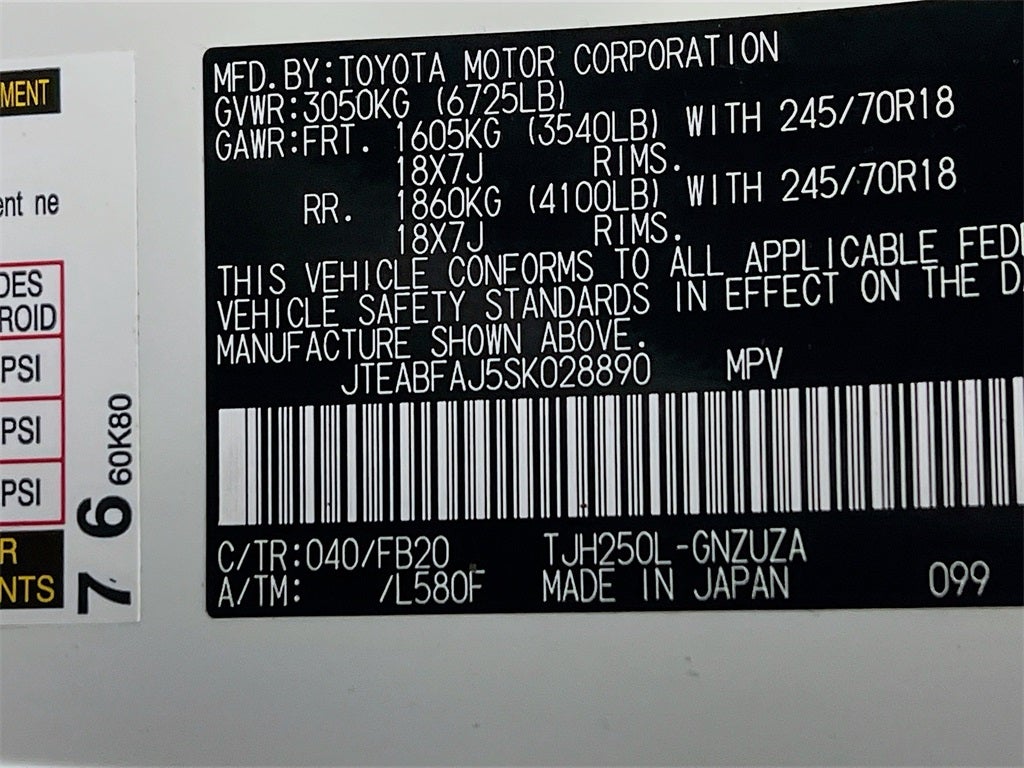 MENT
ent ne
DES
ROID
PSI
PSI
PSI
R
NTS
7 6 60K80
MFD.BY:TOYOTA MOTOR CORPORATION
GVWR:3050KG (6725LB)
GAWR:FRT. 1605KG (3540LB) WITH 245/70R18
18X7J RIMS.
RR. 1860KG (4100LB) WITH 245/70R18
18X7J RIMS.
THIS VEHICLE CONFORMS TO ALL APPLICABLE FEDE
VEHICLE SAFETY STANDARDS IN EFFECT ON THE DA
MANUFACTURE SHOWN ABOVE.
JTEABFAJ5SK028890 MPV
C/TR:040/FB20 TJH250L-GNZUZA
A/TM: /L580F MADE IN JAPAN 099